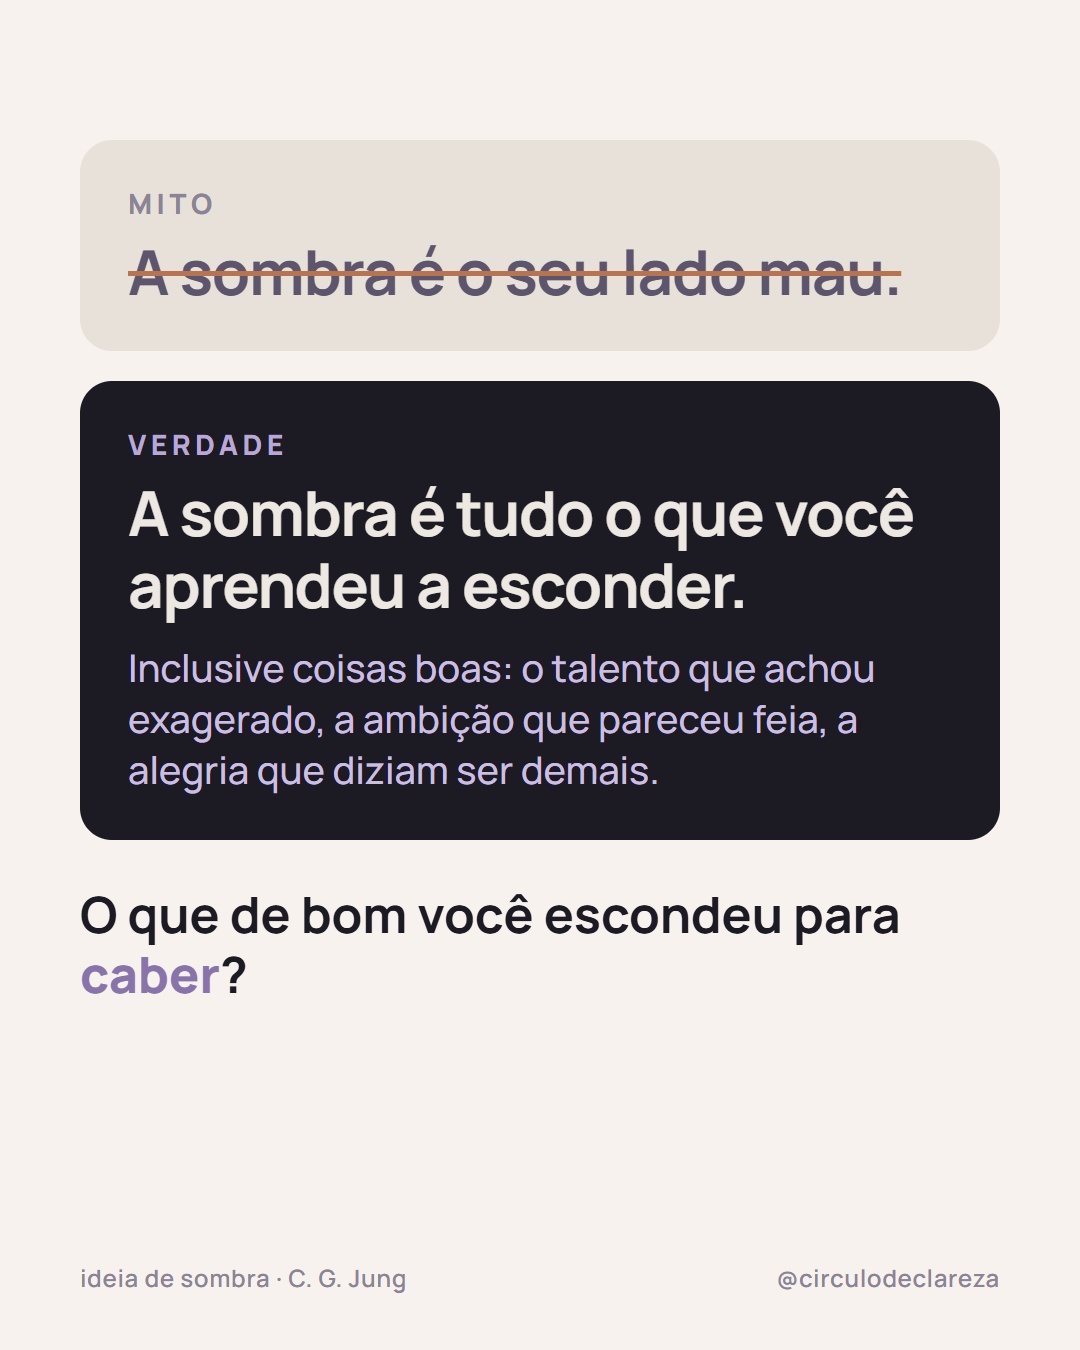 MITO
A sombra é o seu lado mau.
VERDADE
A sombra é tudo o que você
aprendeu a esconder.
Inclusive coisas boas: o talento que achou
exagerado, a ambição que pareceu feia, a
alegria que diziam ser demais.
O que de bom você escondeu para
caber?
ideia de sombra · C. G. Jung
@circulodeclareza